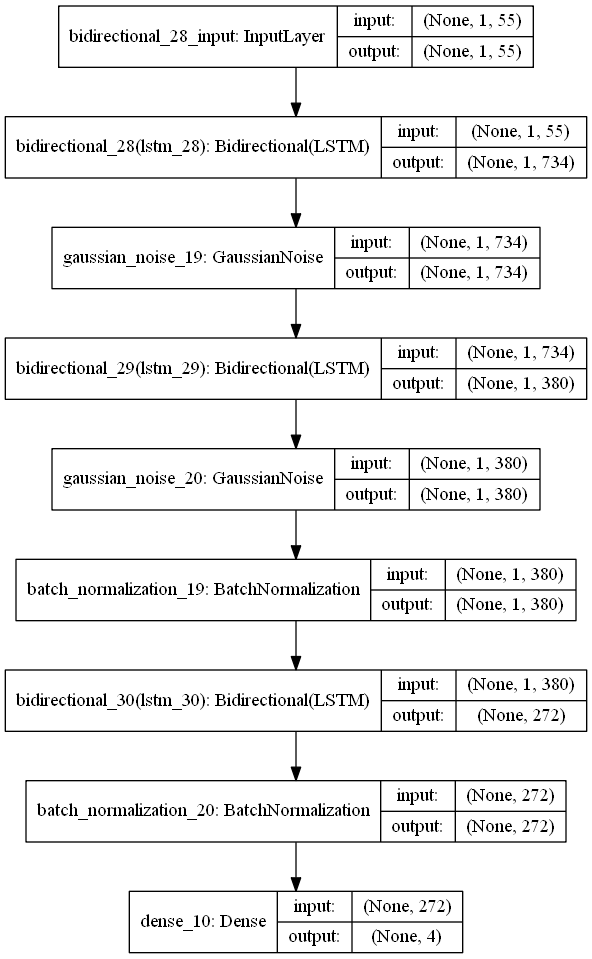 bidirectional_28_input: InputLayer
input: (None, 1, 55)
output: (None, 1, 55)
bidirectional_28(lstm_28): Bidirectional(LSTM)
input: (None, 1, 55)
output: (None, 1, 734)
gaussian_noise_19: GaussianNoise
input: (None, 1, 734)
output: (None, 1, 734)
bidirectional_29(lstm_29): Bidirectional(LSTM)
input: (None, 1, 734)
output: (None, 1, 380)
gaussian_noise_20: GaussianNoise
input: (None, 1, 380)
output: (None, 1, 380)
batch_normalization_19: BatchNormalization
input: (None, 1, 380)
output: (None, 1, 380)
bidirectional_30(lstm_30): Bidirectional(LSTM)
input: (None, 1, 380)
output: (None, 272)
batch_normalization_20: BatchNormalization
input: (None, 272)
output: (None, 272)
dense_10: Dense
input: (None, 272)
output: (None, 4)